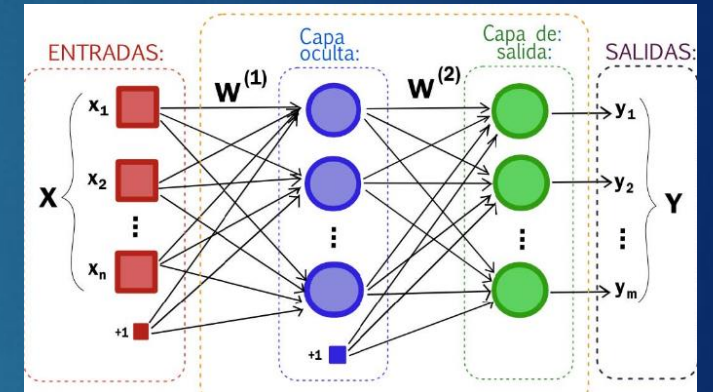 ENTRADAS:
Capa
oculta:
Capa de:
salida:
SALIDAS:
W(1)
W(2)
X
x1
x2
xn
+1
+1
y1
y2
ym
Y